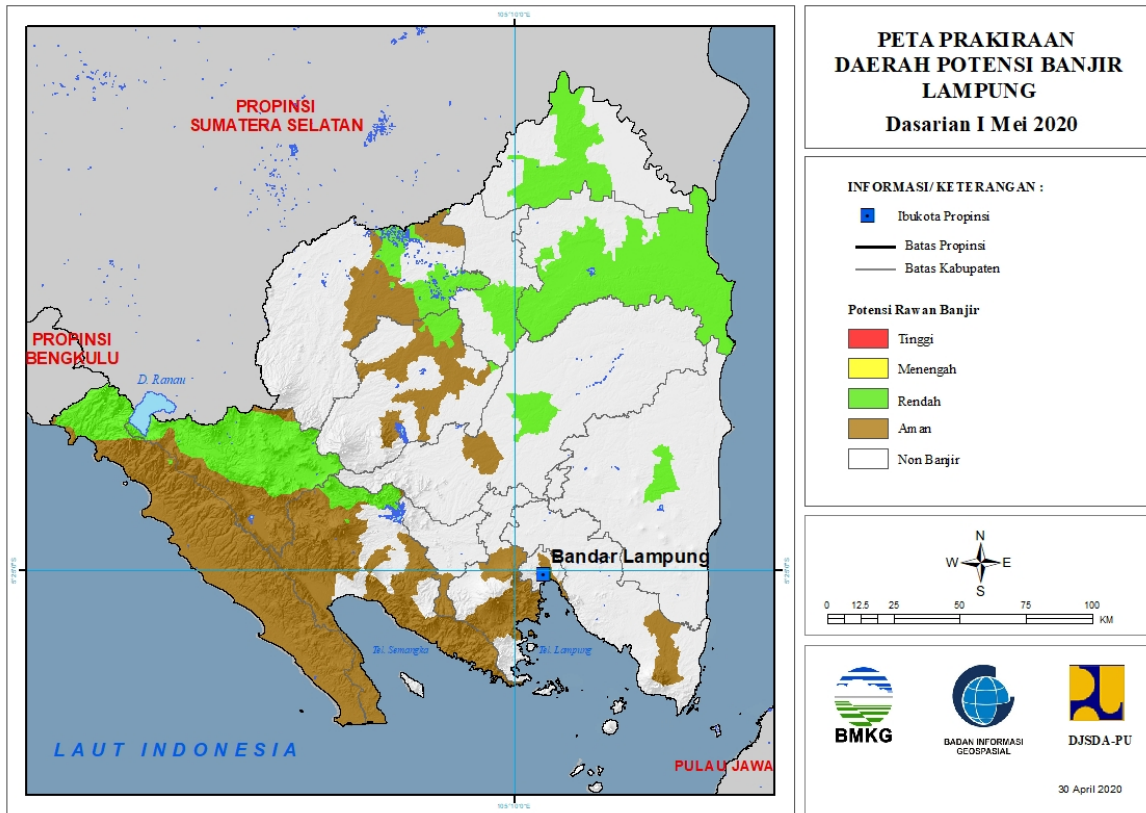 PROPINSI
SUMATERA SELATAN
PROPINSI
BENGKULU
D. Ranau
Bandar Lampung
Tel. Semangka
Tel. Lampung
LAUT INDONESIA
PULAU JAWA
PETA PRAKIRAAN
DAERAH POTENSI BANJIR
LAMPUNG
Dasarian I Mei 2020
INFORMASI/ KETERANGAN :
Ibukota Propinsi
Batas Propinsi
Batas Kabupaten
Potensi Rawan Banjir
Tinggi
Menengah
Rendah
Aman
Non Banjir
N
W E
S
0 12.5 25 50 75 100
KM
BMKG
BADAN INFORMASI
GEOSPASIAL
DJSDA-PU
30 April 2020